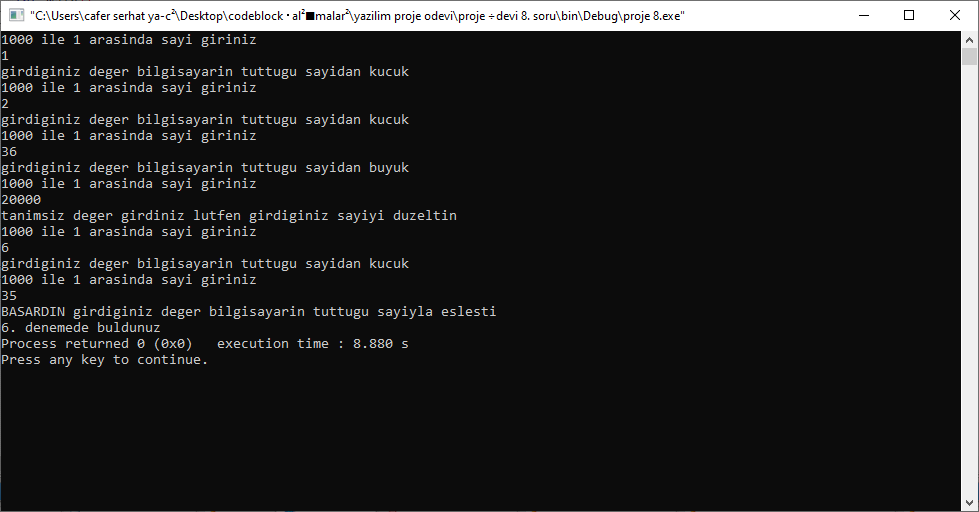 "C:\Users\cafer serhat ya-c²\Desktop\codeblock •al²■malar²\yazilim proje odevi\proje ÷devi 8. soru\bin\Debug\proje 8.exe"
1000 ile 1 arasinda sayi giriniz
1
girdiginiz deger bilgisayarin tuttugu sayidan kucuk
1000 ile 1 arasinda sayi giriniz
2
girdiginiz deger bilgisayarin tuttugu sayidan kucuk
1000 ile 1 arasinda sayi giriniz
36
girdiginiz deger bilgisayarin tuttugu sayidan buyuk
1000 ile 1 arasinda sayi giriniz
20000
tanimsiz deger girdiniz lutfen girdiginiz sayiyi duzeltin
1000 ile 1 arasinda sayi giriniz
6
girdiginiz deger bilgisayarin tuttugu sayidan kucuk
1000 ile 1 arasinda sayi giriniz
35
BASARDIN girdiginiz deger bilgisayarin tuttugu sayiyla eslesti
6. denemede buldunuz
Process returned 0 (0x0)   execution time : 8.880 s
Press any key to continue.